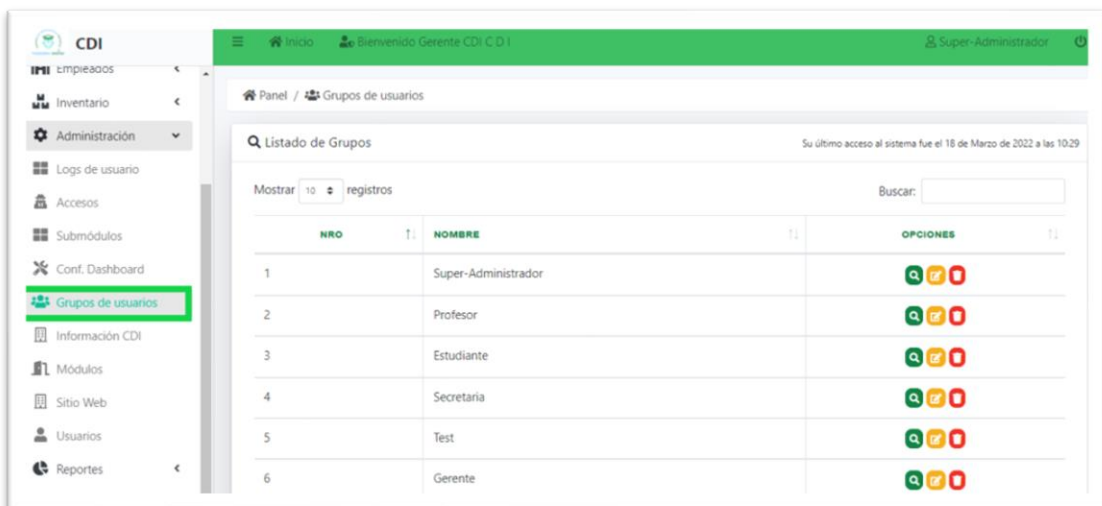 CDI
Inicio
Bienvenido Gerente CDI C D I
Super-Administrador
Empleados
Inventario
Administración
Logs de usuario
Accesos
Submódulos
Conf. Dashboard
Grupos de usuarios
Información CDI
Módulos
Sitio Web
Usuarios
Reportes
Panel / Grupos de usuarios
Listado de Grupos
Su último acceso al sistema fue el 18 de Marzo de 2022 a las 10:29
Mostrar 10 registros
Buscar:
NRO NOMBRE OPCIONES
1 Super-Administrador
2 Profesor
3 Estudiante
4 Secretaria
5 Test
6 Gerente